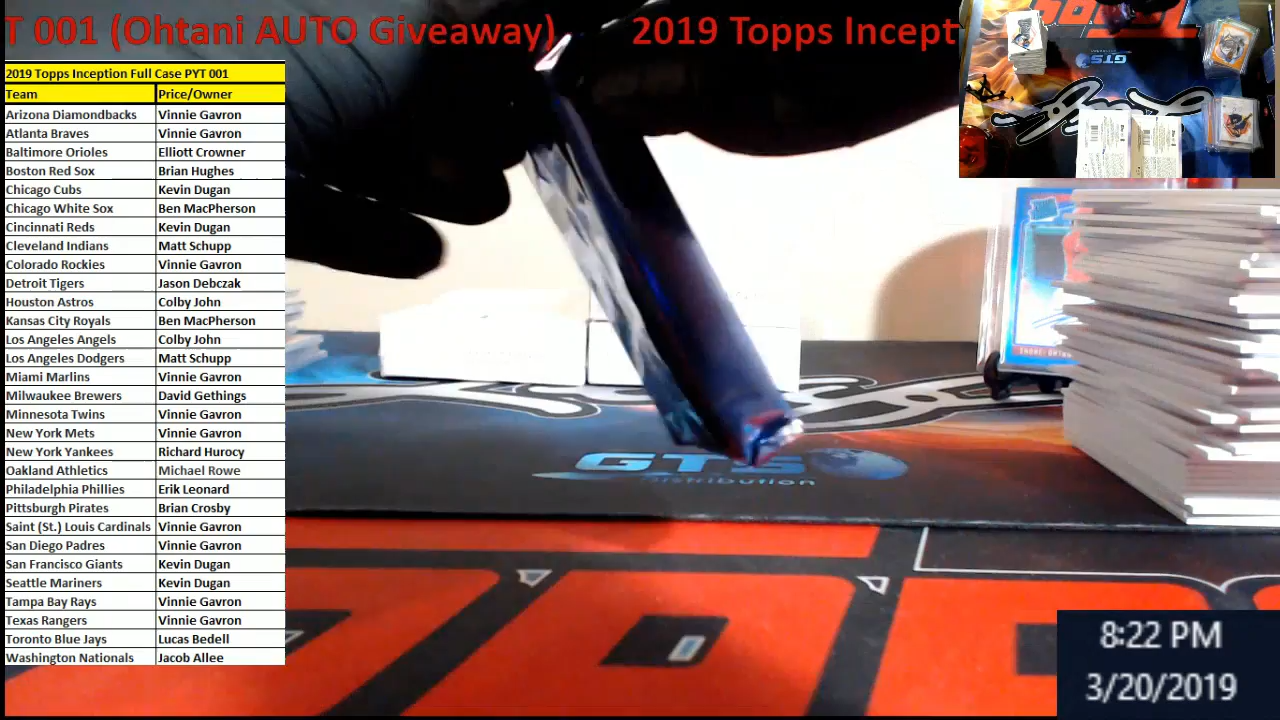 T 001 (Ohtani AUTO Giveaway) 2019 Topps Incept
2019 Topps Inception Full Case PYT 001
Team Price/Owner
Arizona Diamondbacks Vinnie Gavron
Atlanta Braves Vinnie Gavron
Baltimore Orioles Elliott Crowner
Boston Red Sox Brian Hughes
Chicago Cubs Kevin Dugan
Chicago White Sox Ben MacPherson
Cincinnati Reds Kevin Dugan
Cleveland Indians Matt Schupp
Colorado Rockies Vinnie Gavron
Detroit Tigers Jason Debczak
Houston Astros Colby John
Kansas City Royals Ben MacPherson
Los Angeles Angels Colby John
Los Angeles Dodgers Matt Schupp
Miami Marlins Vinnie Gavron
Milwaukee Brewers David Gethings
Minnesota Twins Vinnie Gavron
New York Mets Vinnie Gavron
New York Yankees Richard Hurocy
Oakland Athletics Michael Rowe
Philadelphia Phillies Erik Leonard
Pittsburgh Pirates Brian Crosby
Saint (St.) Louis Cardinals Vinnie Gavron
San Diego Padres Vinnie Gavron
San Francisco Giants Kevin Dugan
Seattle Mariners Kevin Dugan
Tampa Bay Rays Vinnie Gavron
Texas Rangers Vinnie Gavron
Toronto Blue Jays Lucas Bedell
Washington Nationals Jacob Allee
GTS
GTS
distribution
8:22 PM
3/20/2019